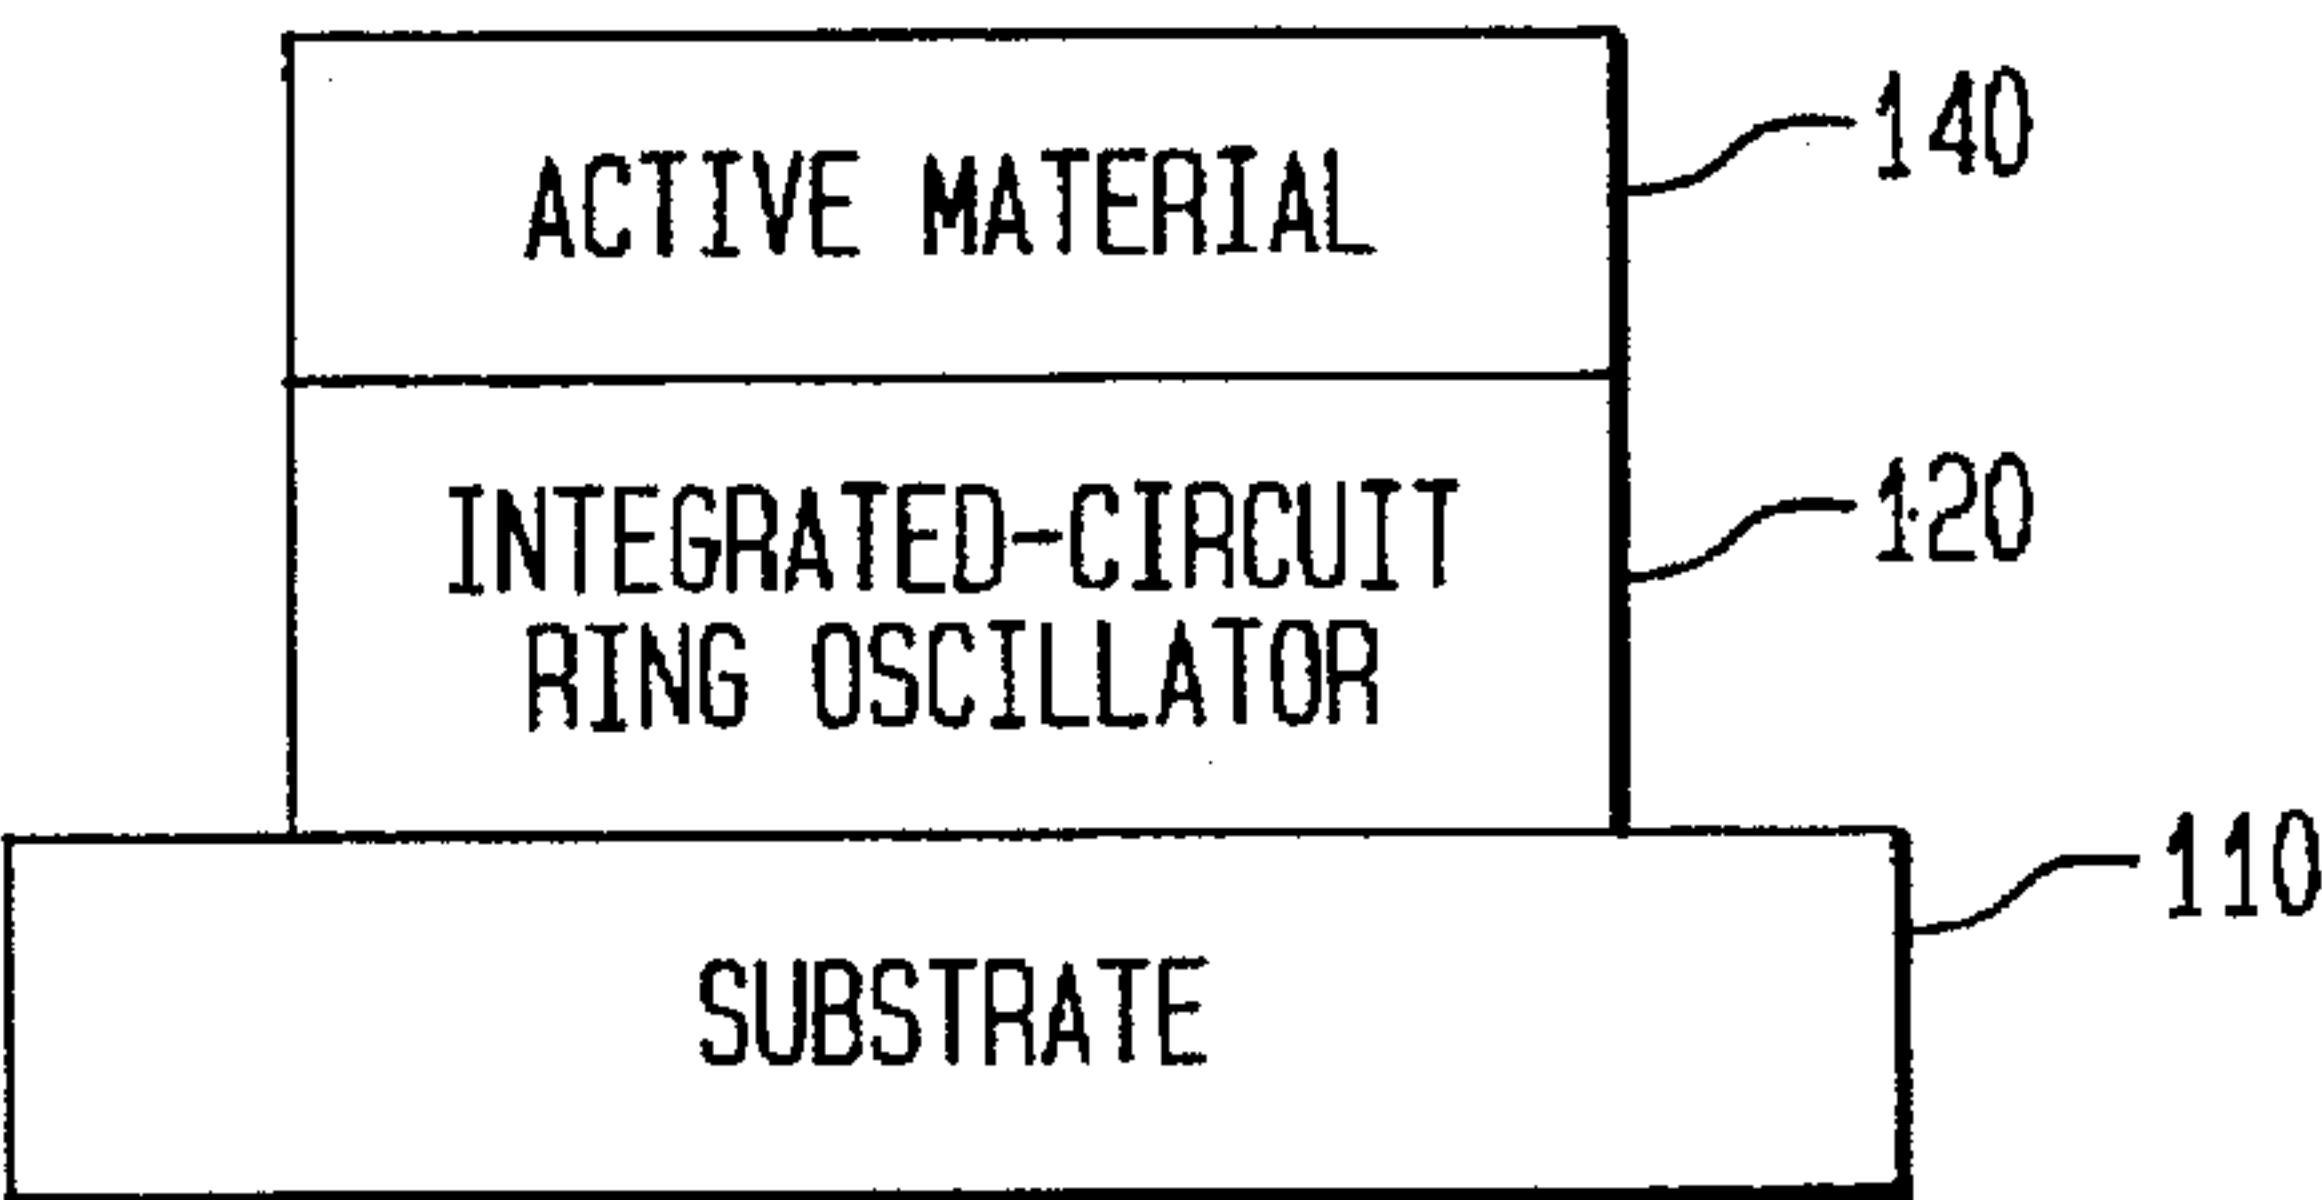 ACTIVE MATERIAL
140
INTEGRATED-CIRCUIT
RING OSCILLATOR
120
SUBSTRATE
110